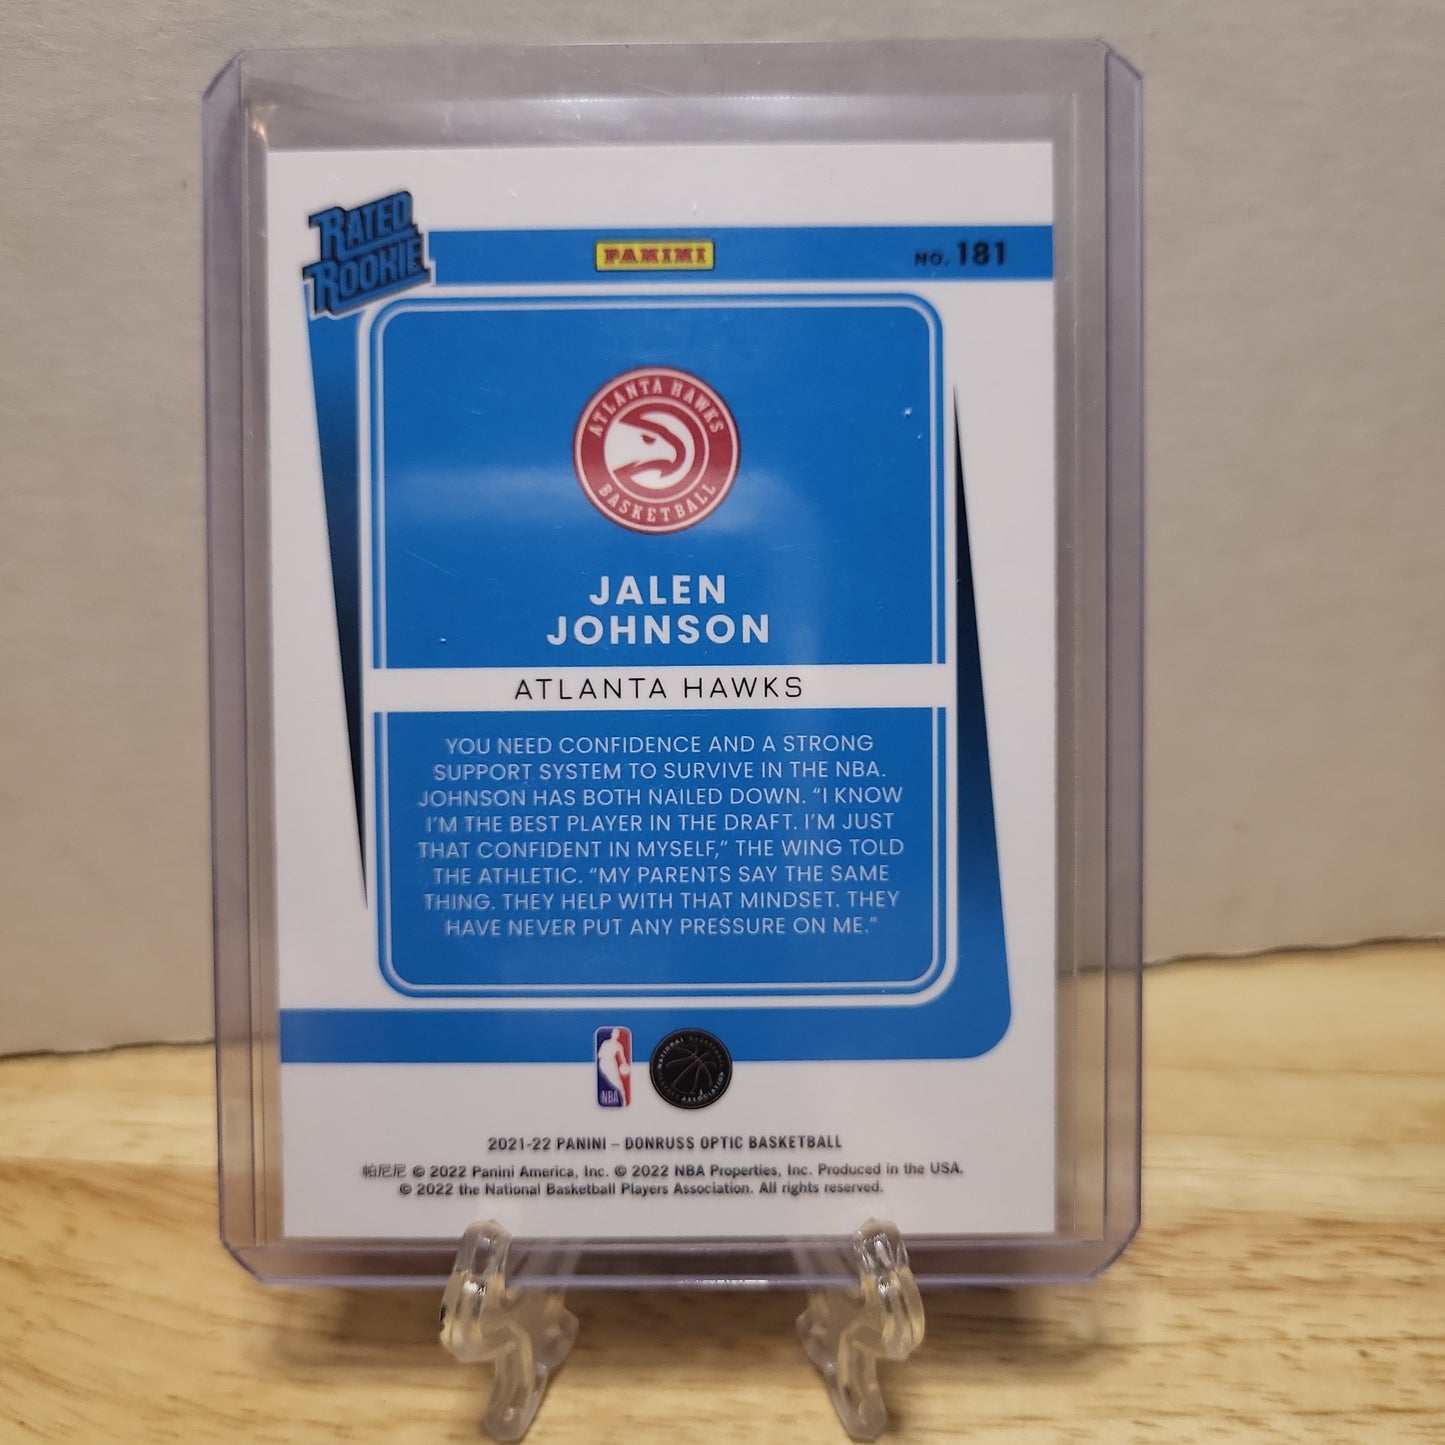 RATED
ROOKIE
PANINI
NO. 181
ATLANTA HAWKS
BASKETBALL
JALEN
JOHNSON
ATLANTA HAWKS
YOU NEED CONFIDENCE AND A STRONG
SUPPORT SYSTEM TO SURVIVE IN THE NBA.
JOHNSON HAS BOTH NAILED DOWN. “I KNOW
I’M THE BEST PLAYER IN THE DRAFT. I’M JUST
THAT CONFIDENT IN MYSELF,” THE WING TOLD
THE ATHLETIC. “MY PARENTS SAY THE SAME
THING. THEY HELP WITH THAT MINDSET. THEY
HAVE NEVER PUT ANY PRESSURE ON ME.”
NBA
NATIONAL BASKETBALL
PLAYERS ASSOCIATION
2021-22 PANINI – DONRUSS OPTIC BASKETBALL
帕尼尼 © 2022 Panini America, Inc. © 2022 NBA Properties, Inc. Produced in the USA.
© 2022 the National Basketball Players Association. All rights reserved.